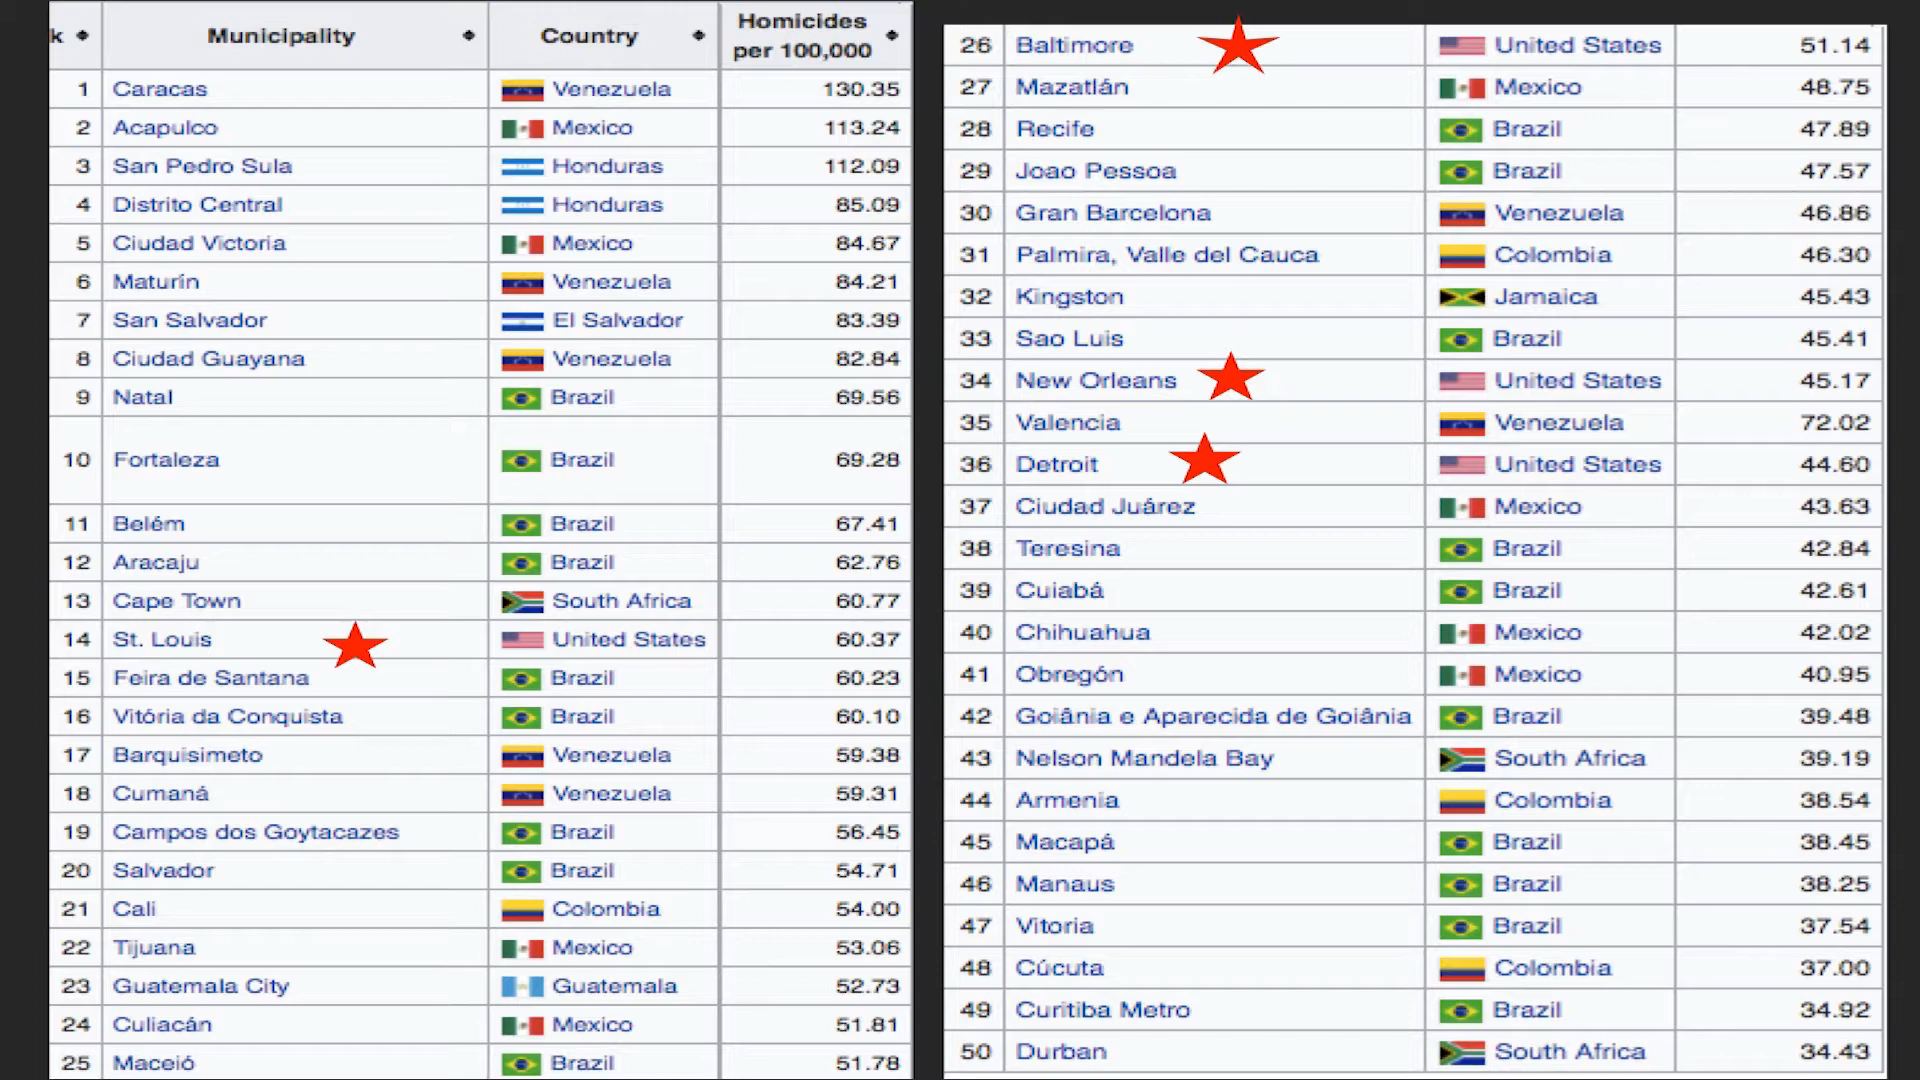 k Municipality Country Homicides per 100,000
1 Caracas Venezuela 130.35
2 Acapulco Mexico 113.24
3 San Pedro Sula Honduras 112.09
4 Distrito Central Honduras 85.09
5 Ciudad Victoria Mexico 84.67
6 Maturín Venezuela 84.21
7 San Salvador El Salvador 83.39
8 Ciudad Guayana Venezuela 82.84
9 Natal Brazil 69.56
10 Fortaleza Brazil 69.28
11 Belém Brazil 67.41
12 Aracaju Brazil 62.76
13 Cape Town South Africa 60.77
14 St. Louis United States 60.37
15 Feira de Santana Brazil 60.23
16 Vitória da Conquista Brazil 60.10
17 Barquisimeto Venezuela 59.38
18 Cumaná Venezuela 59.31
19 Campos dos Goytacazes Brazil 56.45
20 Salvador Brazil 54.71
21 Cali Colombia 54.00
22 Tijuana Mexico 53.06
23 Guatemala City Guatemala 52.73
24 Culiacán Mexico 51.81
25 Maceió Brazil 51.78
26 Baltimore United States 51.14
27 Mazatlán Mexico 48.75
28 Recife Brazil 47.89
29 Joao Pessoa Brazil 47.57
30 Gran Barcelona Venezuela 46.86
31 Palmira, Valle del Cauca Colombia 46.30
32 Kingston Jamaica 45.43
33 Sao Luis Brazil 45.41
34 New Orleans United States 45.17
35 Valencia Venezuela 72.02
36 Detroit United States 44.60
37 Ciudad Juárez Mexico 43.63
38 Teresina Brazil 42.84
39 Cuiabá Brazil 42.61
40 Chihuahua Mexico 42.02
41 Obregón Mexico 40.95
42 Goiânia e Aparecida de Goiânia Brazil 39.48
43 Nelson Mandela Bay South Africa 39.19
44 Armenia Colombia 38.54
45 Macapá Brazil 38.45
46 Manaus Brazil 38.25
47 Vitoria Brazil 37.54
48 Cúcuta Colombia 37.00
49 Curitiba Metro Brazil 34.92
50 Durban South Africa 34.43